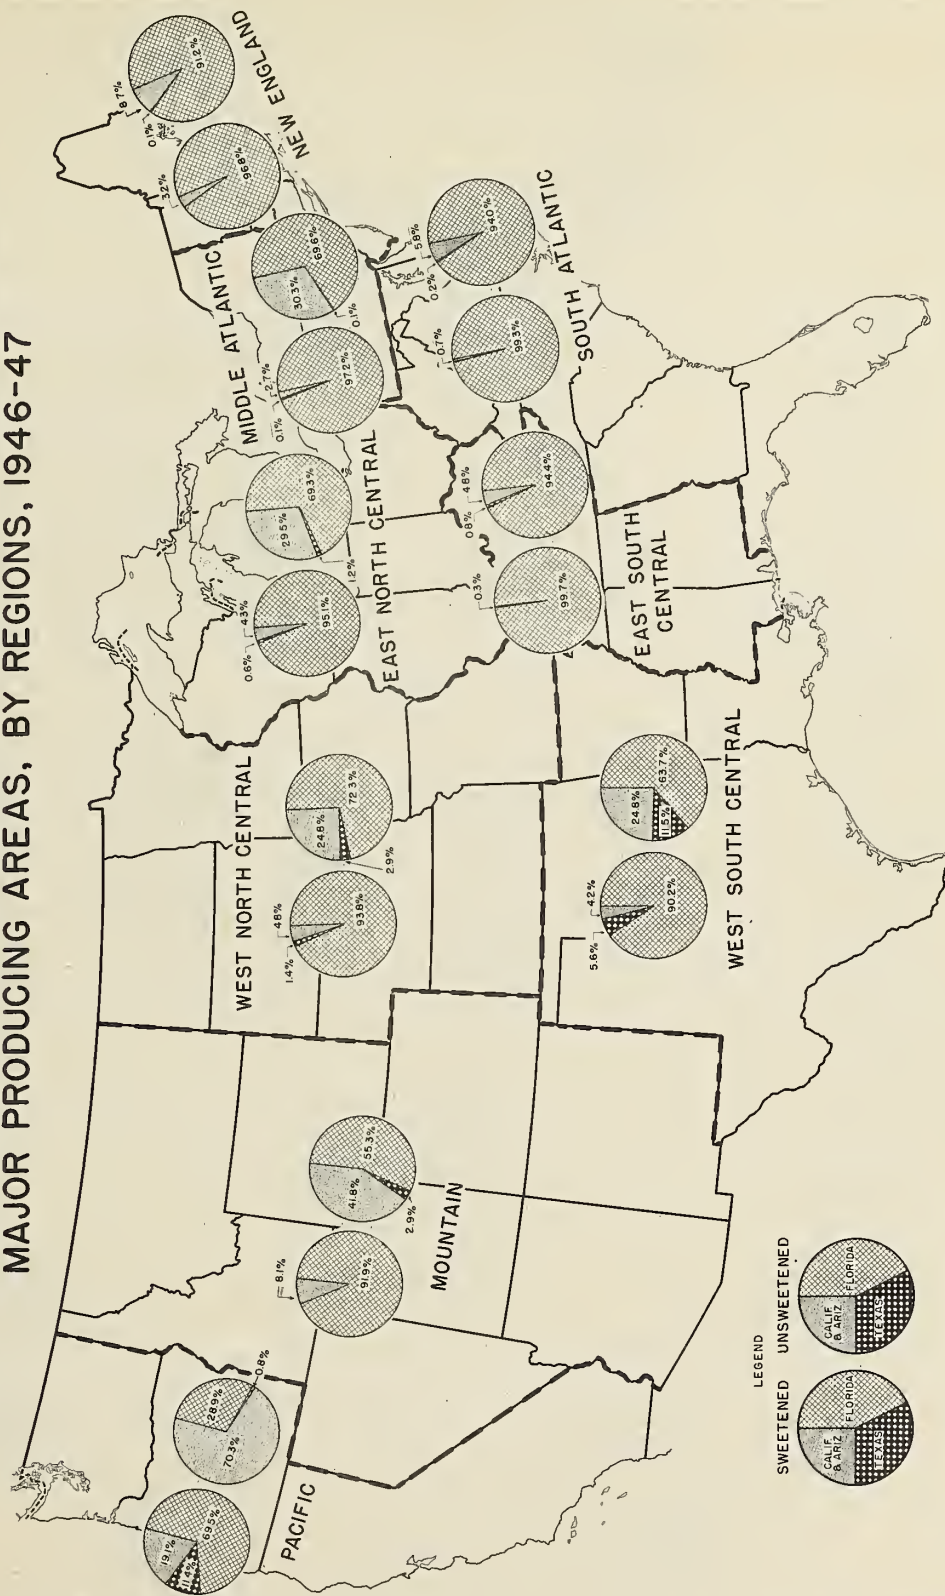 MAJOR PRODUCING AREAS, BY REGIONS, 1946-47
PACIFIC
19.1%
11.4%
69.5%
28.9%
70.3%
0.8%
MOUNTAIN
8.1%
91.9%
41.8%
55.3%
2.9%
WEST NORTH CENTRAL
4.8%
1.4%
93.8%
24.8%
72.3%
2.9%
WEST SOUTH CENTRAL
4.2%
5.6%
90.2%
24.8%
63.7%
11.5%
EAST NORTH CENTRAL
0.6%
4.3%
95.1%
29.5%
69.3%
1.2%
EAST SOUTH
CENTRAL
0.3%
99.7%
0.8%
4.8%
94.4%
MIDDLE ATLANTIC
0.1%
2.7%
97.2%
30.3%
69.6%
0.1%
SOUTH ATLANTIC
0.7%
99.3%
0.2%
5.8%
94.0%
NEW ENGLAND
3.2%
96.8%
0.1%
8.7%
91.2%
LEGEND
SWEETENED UNSWEETENED
CALIF.
& ARIZ
FLORIDA
TEXAS
CALIF.
& ARIZ
FLORIDA
TEXAS